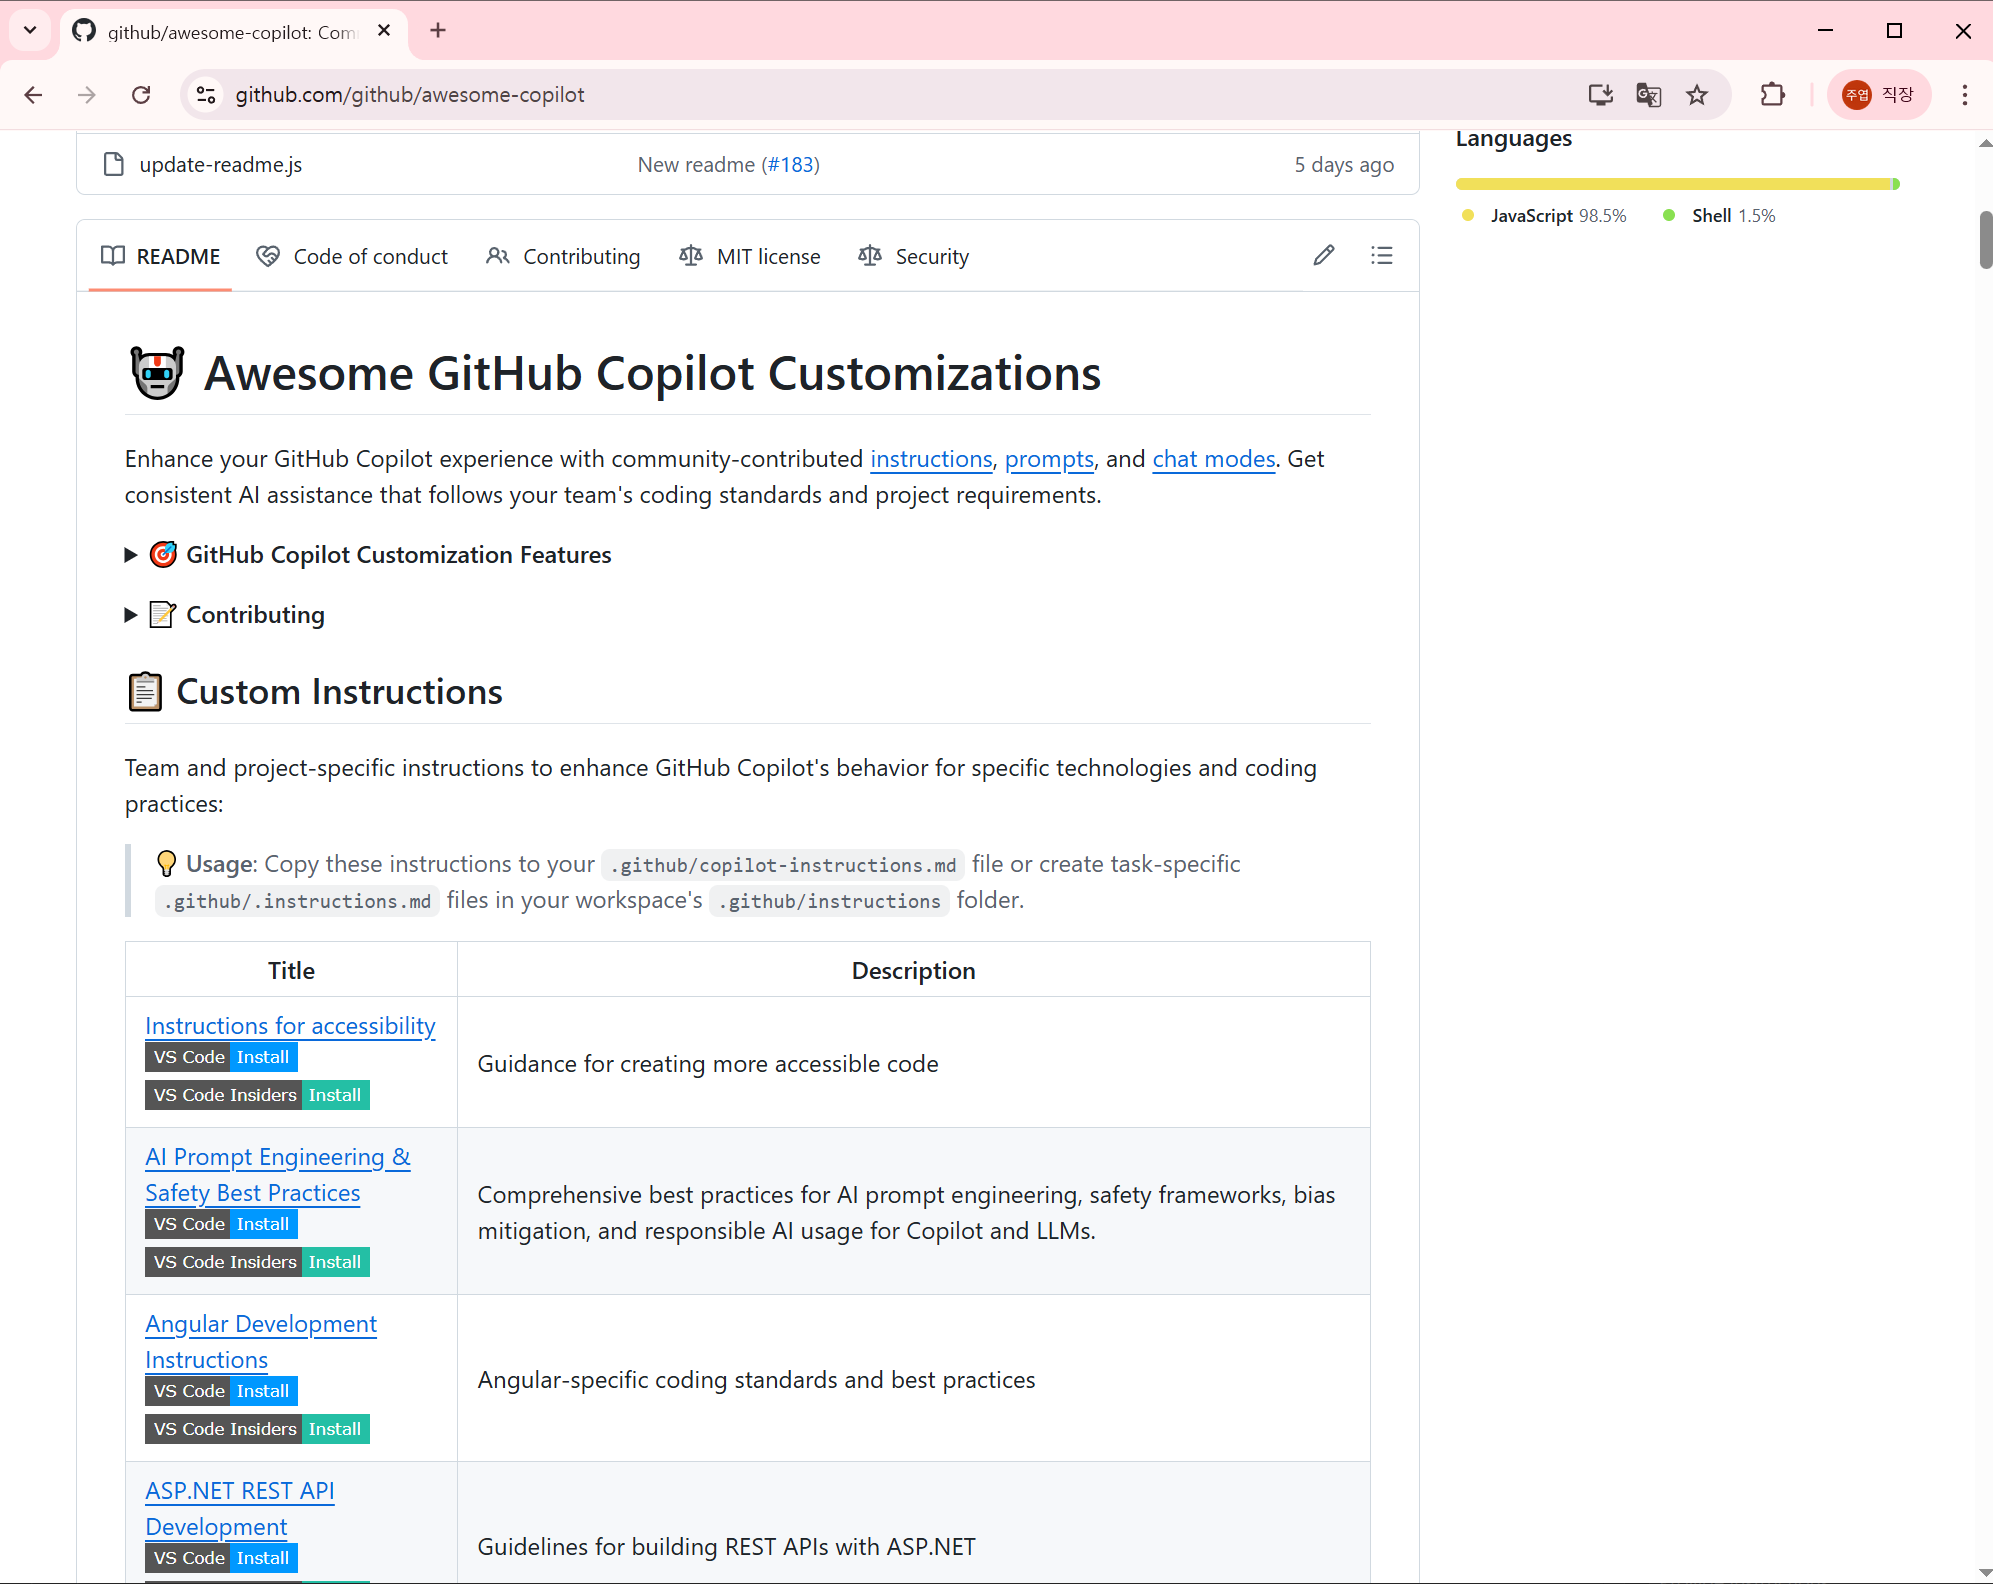 github/awesome-copilot: Com
github.com/github/awesome-copilot
주엽 직장
update-readme.js New readme (#183) 5 days ago
Languages
JavaScript 98.5% Shell 1.5%
README Code of conduct Contributing MIT license Security
Awesome GitHub Copilot Customizations
Enhance your GitHub Copilot experience with community-contributed instructions, prompts, and chat modes. Get
consistent AI assistance that follows your team's coding standards and project requirements.
GitHub Copilot Customization Features
Contributing
Custom Instructions
Team and project-specific instructions to enhance GitHub Copilot's behavior for specific technologies and coding
practices:
Usage: Copy these instructions to your .github/copilot-instructions.md file or create task-specific
.github/.instructions.md files in your workspace's .github/instructions folder.
Title Description
Instructions for accessibility
VS Code Install
VS Code Insiders Install
Guidance for creating more accessible code
AI Prompt Engineering &
Safety Best Practices
VS Code Install
VS Code Insiders Install
Comprehensive best practices for AI prompt engineering, safety frameworks, bias
mitigation, and responsible AI usage for Copilot and LLMs.
Angular Development
Instructions
VS Code Install
VS Code Insiders Install
Angular-specific coding standards and best practices
ASP.NET REST API
Development
VS Code Install
Guidelines for building REST APIs with ASP.NET